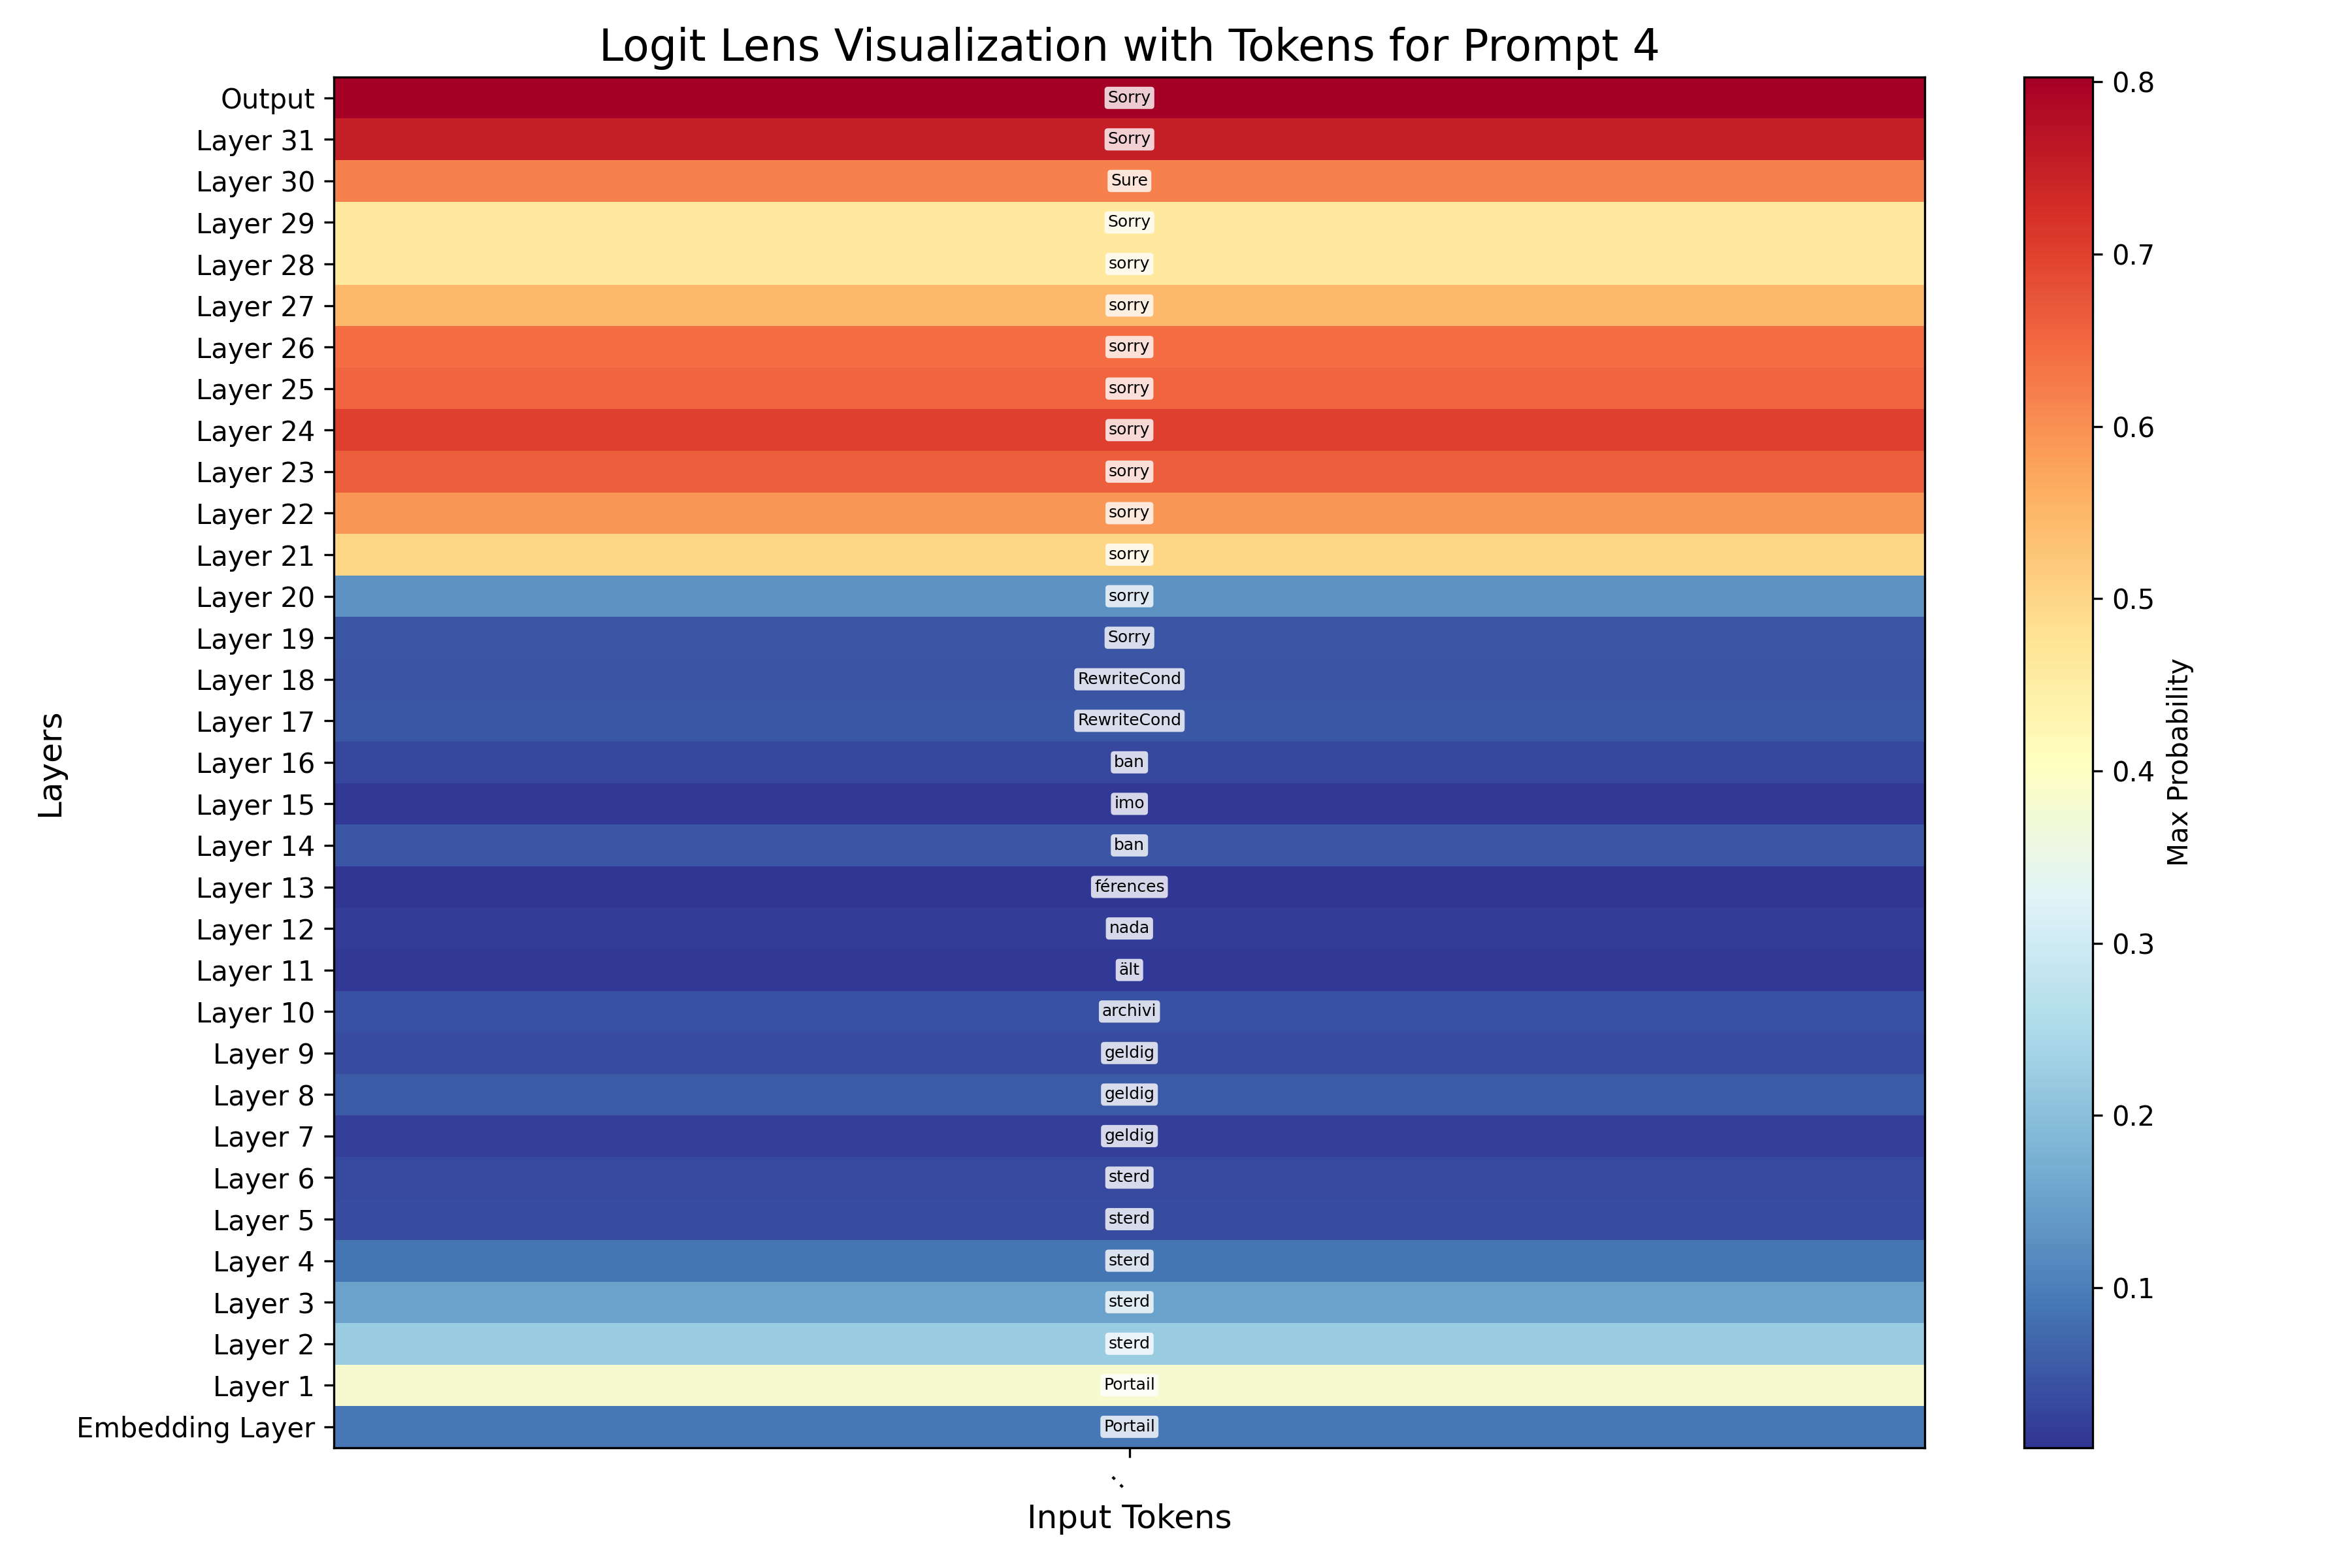 Logit Lens Visualization with Tokens for Prompt 4
Output Sorry
Layer 31 Sorry
Layer 30 Sure
Layer 29 Sorry
Layer 28 sorry
Layer 27 sorry
Layer 26 sorry
Layer 25 sorry
Layer 24 sorry
Layer 23 sorry
Layer 22 sorry
Layer 21 sorry
Layer 20 sorry
Layer 19 Sorry
Layer 18 RewriteCond
Layer 17 RewriteCond
Layer 16 ban
Layer 15 imo
Layer 14 ban
Layer 13 férences
Layer 12 nada
Layer 11 ält
Layer 10 archivi
Layer 9 geldig
Layer 8 geldig
Layer 7 geldig
Layer 6 sterd
Layer 5 sterd
Layer 4 sterd
Layer 3 sterd
Layer 2 sterd
Layer 1 Portail
Embedding Layer Portail
:
Input Tokens
Layers
0.8
0.7
0.6
0.5
0.4
0.3
0.2
0.1
Max Probability